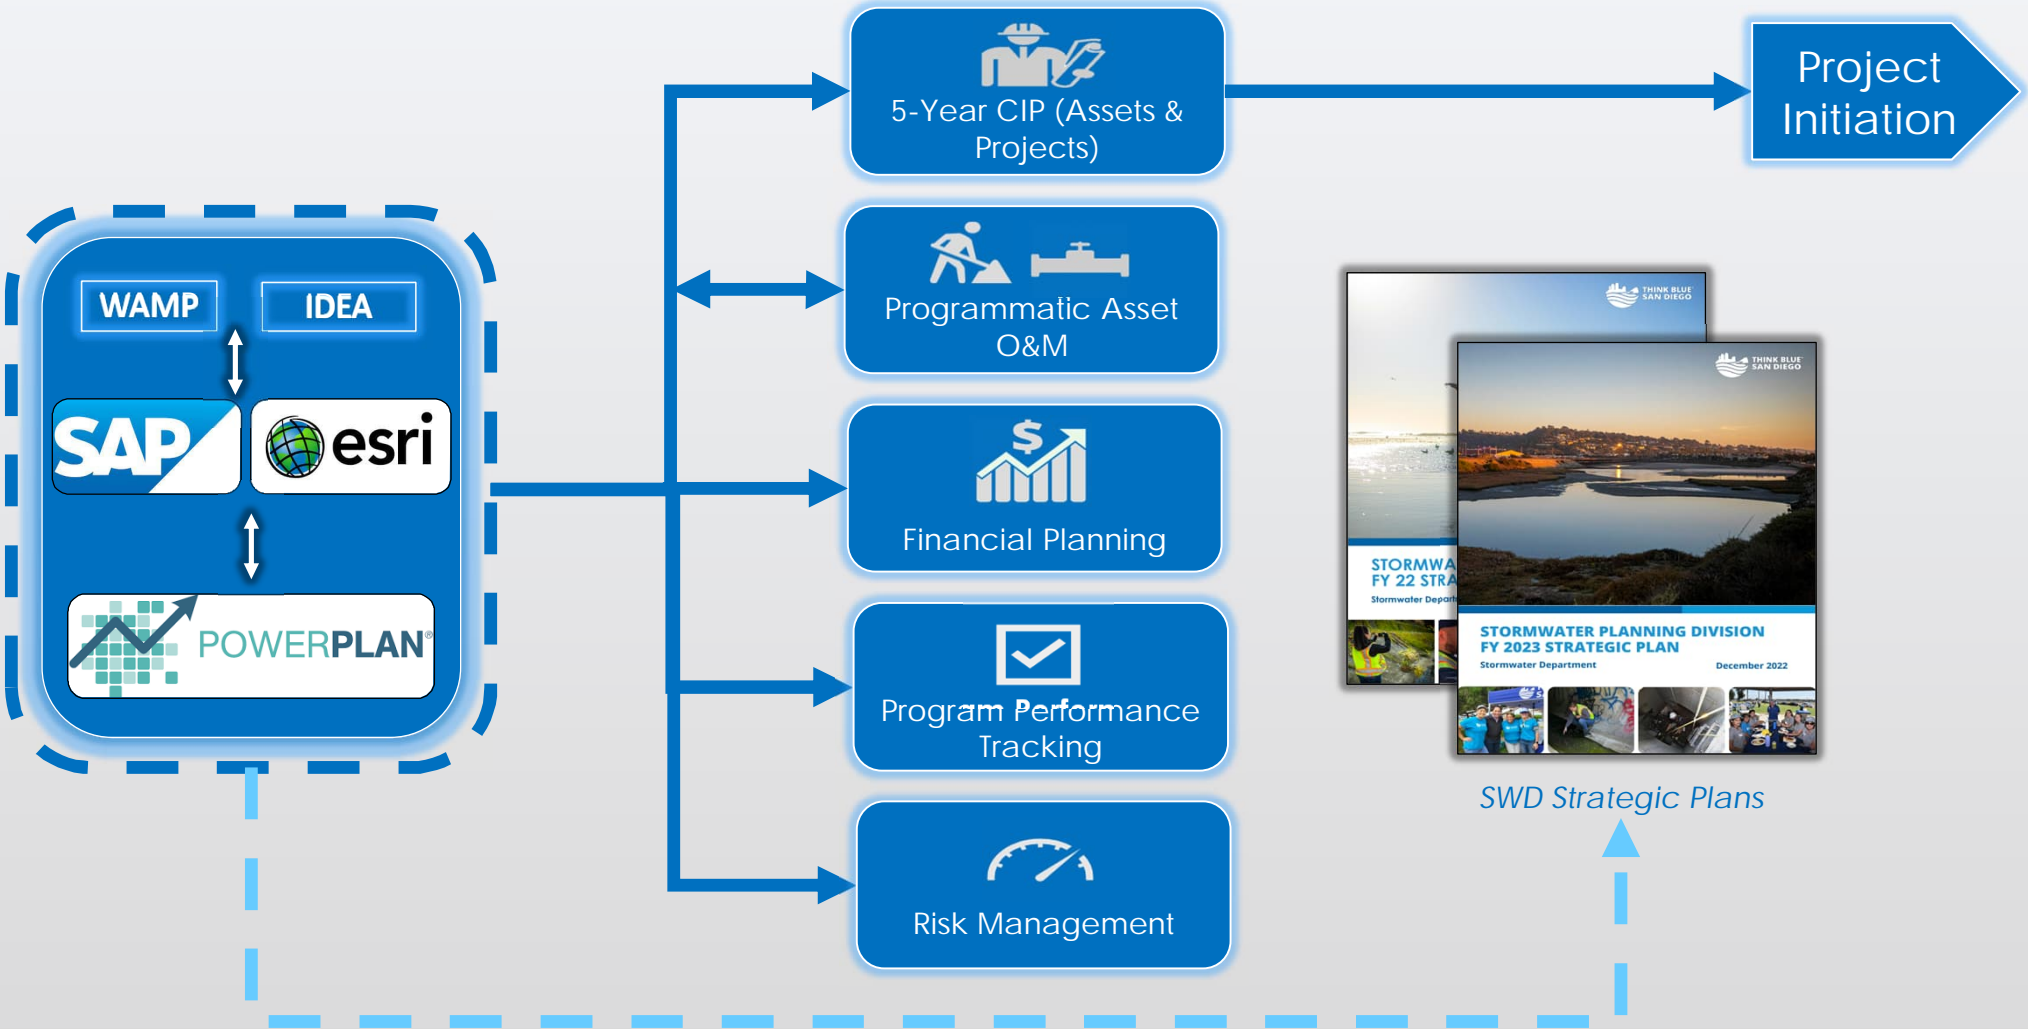 5-Year CIP (Assets &
Projects)
Project
Initiation
WAMP
IDEA
SAP
esri
POWERPLAN®
Programmatic Asset
O&M
Financial Planning
Program Performance
Tracking
Risk Management
THINK BLUE
SAN DIEGO
STORMWA
FY 22 STRA
Stormwater Depart
THINK BLUE
SAN DIEGO
STORMWATER PLANNING DIVISION
FY 2023 STRATEGIC PLAN
Stormwater Department
December 2022
SWD Strategic Plans